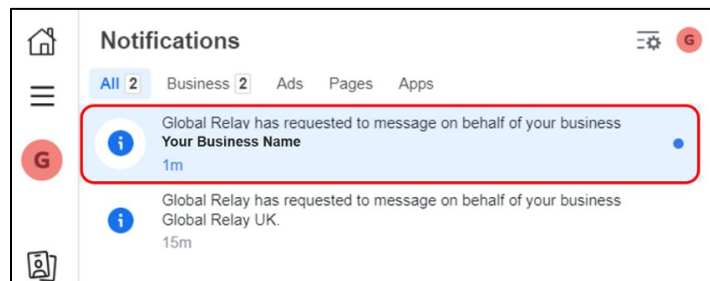 Notifications
G
All 2 Business 2 Ads Pages Apps
Global Relay has requested to message on behalf of your business
Your Business Name
1m
G
Global Relay has requested to message on behalf of your business
Global Relay UK.
15m